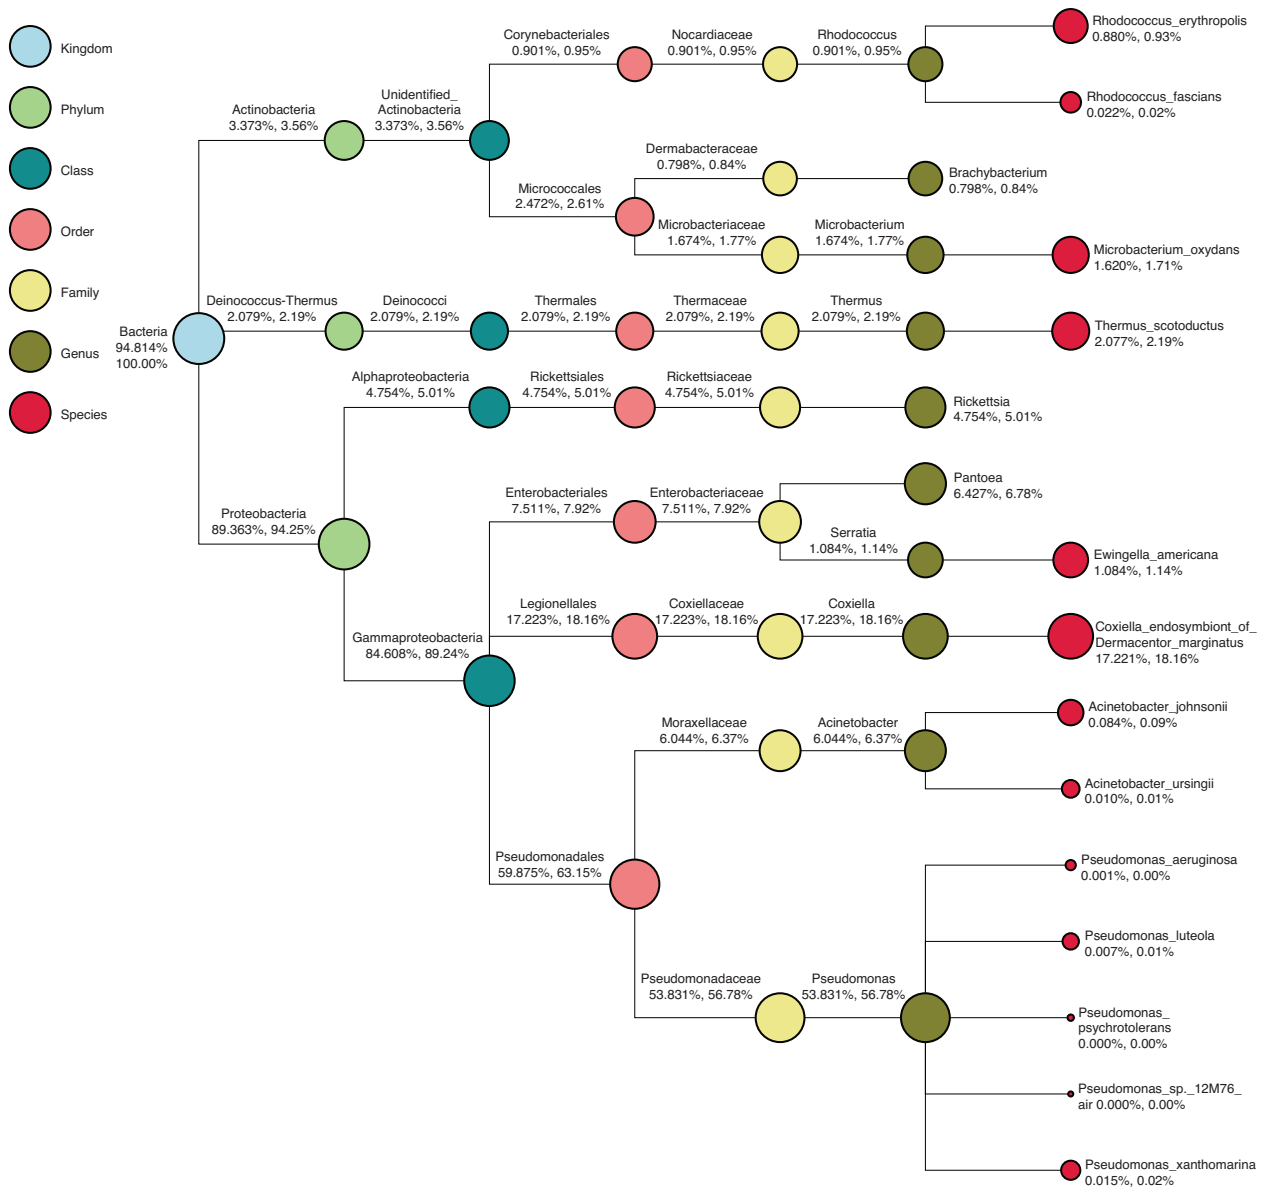 Kingdom
Phylum
Class
Order
Family
Genus
Species
Bacteria
94.814%
100.00%
Actinobacteria
3.373%, 3.56%
Unidentified_
Actinobacteria
3.373%, 3.56%
Corynebacteriales
0.901%, 0.95%
Nocardiaceae
0.901%, 0.95%
Rhodococcus
0.901%, 0.95%
Rhodococcus_erythropolis
0.880%, 0.93%
Rhodococcus_fascians
0.022%, 0.02%
Micrococcales
2.472%, 2.61%
Dermabacteraceae
0.798%, 0.84%
Brachybacterium
0.798%, 0.84%
Microbacteriaceae
1.674%, 1.77%
Microbacterium
1.674%, 1.77%
Microbacterium_oxydans
1.620%, 1.71%
Deinococcus-Thermus
2.079%, 2.19%
Deinococci
2.079%, 2.19%
Thermales
2.079%, 2.19%
Thermaceae
2.079%, 2.19%
Thermus
2.079%, 2.19%
Thermus_scotoductus
2.077%, 2.19%
Proteobacteria
89.363%, 94.25%
Alphaproteobacteria
4.754%, 5.01%
Rickettsiales
4.754%, 5.01%
Rickettsiaceae
4.754%, 5.01%
Rickettsia
4.754%, 5.01%
Gammaproteobacteria
84.608%, 89.24%
Enterobacteriales
7.511%, 7.92%
Enterobacteriaceae
7.511%, 7.92%
Pantoea
6.427%, 6.78%
Serratia
1.084%, 1.14%
Ewingella_americana
1.084%, 1.14%
Legionellales
17.223%, 18.16%
Coxiellaceae
17.223%, 18.16%
Coxiella
17.223%, 18.16%
Coxiella_endosymbiont_of_
Dermacentor_marginatus
17.221%, 18.16%
Pseudomonadales
59.875%, 63.15%
Moraxellaceae
6.044%, 6.37%
Acinetobacter
6.044%, 6.37%
Acinetobacter_johnsonii
0.084%, 0.09%
Acinetobacter_ursingii
0.010%, 0.01%
Pseudomonadaceae
53.831%, 56.78%
Pseudomonas
53.831%, 56.78%
Pseudomonas_aeruginosa
0.001%, 0.00%
Pseudomonas_luteola
0.007%, 0.01%
Pseudomonas_
psychrotolerans
0.000%, 0.00%
Pseudomonas_sp._12M76_
air 0.000%, 0.00%
Pseudomonas_xanthomarina
0.015%, 0.02%